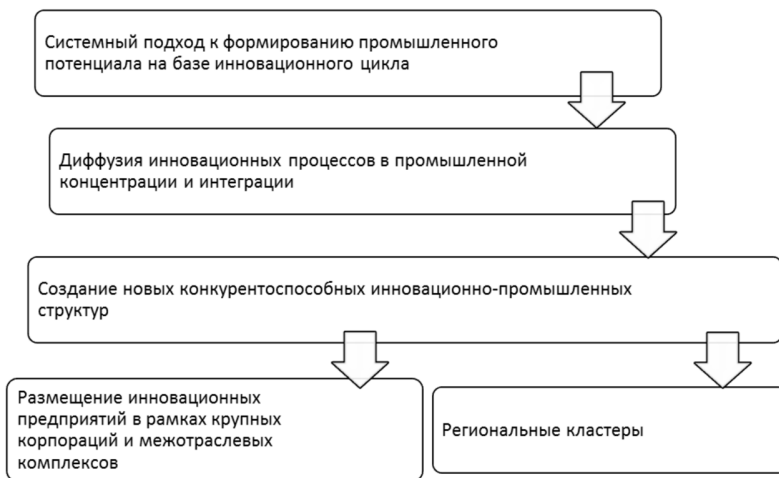 Системный подход к формированию промышленного
потенциала на базе инновационного цикла
Диффузия инновационных процессов в промышленной
концентрации и интеграции
Создание новых конкурентоспособных инновационно-промышленных
структур
Размещение инновационных
предприятий в рамках крупных
корпораций и межотраслевых
комплексов
Региональные кластеры